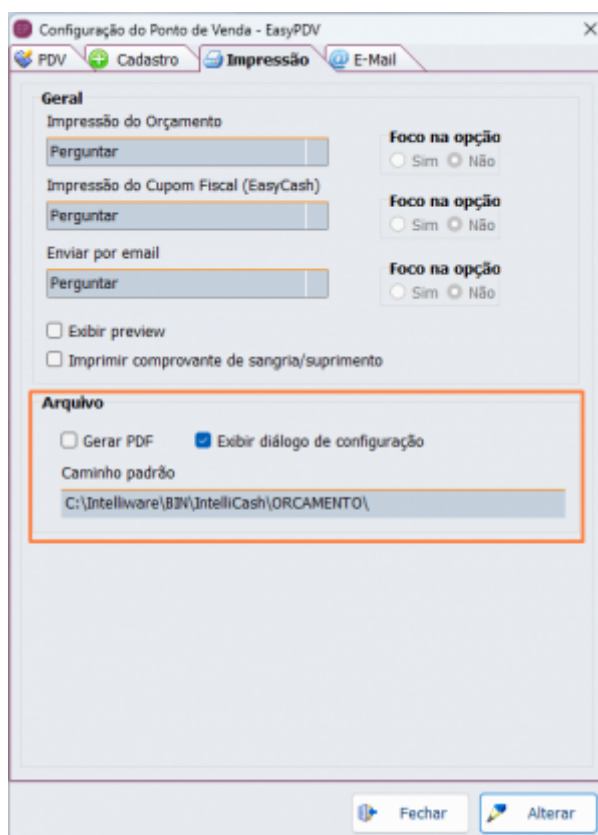 Configuração do Ponto de Venda - EasyPDV
PDV Cadastro Impressão E-Mail
Geral
Impressão do Orçamento
Perguntar
Foco na opção
Sim Não
Impressão do Cupom Fiscal (EasyCash)
Perguntar
Foco na opção
Sim Não
Enviar por email
Perguntar
Foco na opção
Sim Não
Exibir preview
Imprimir comprovante de sangria/suprimento
Arquivo
Gerar PDF Exibir diálogo de configuração
Caminho padrão
C:\Intelliware\BIN\IntelliCash\ORCAMENTO\
Fechar Alterar